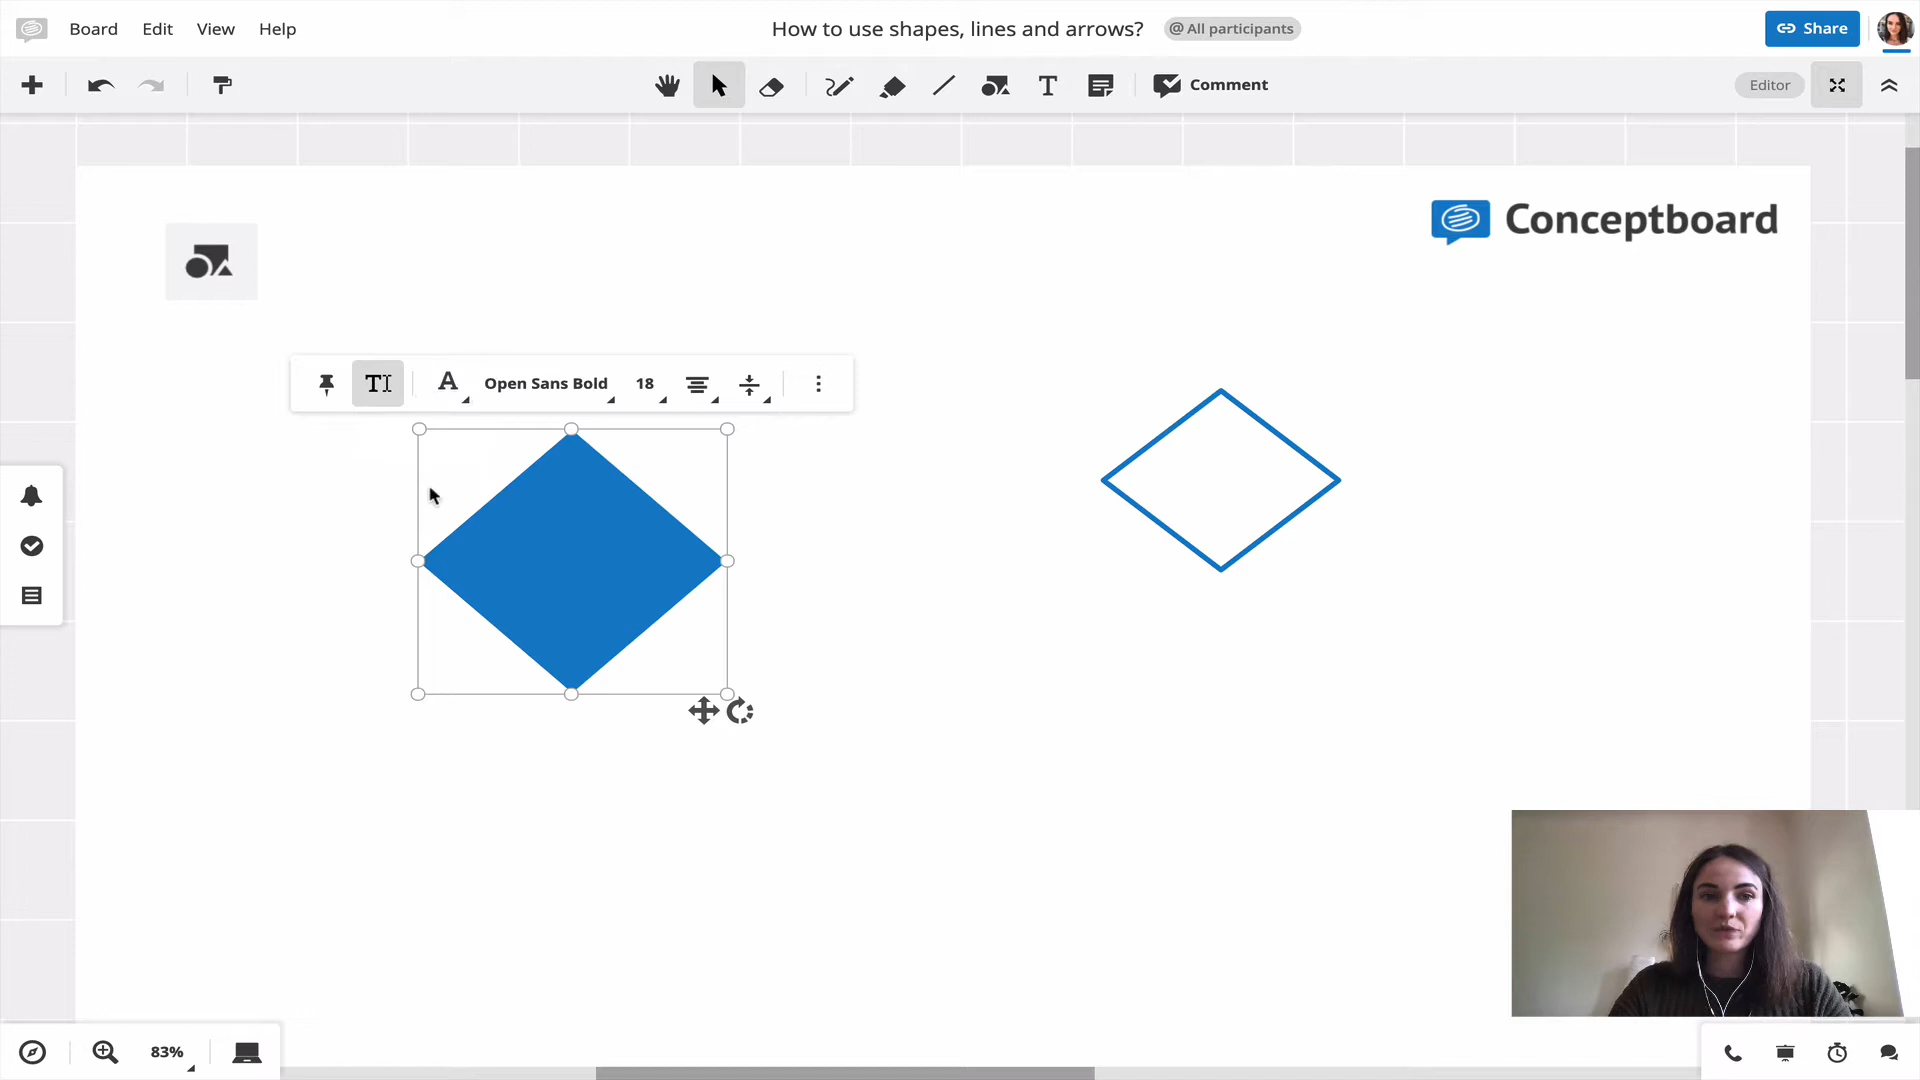 Board Edit View Help
How to use shapes, lines and arrows? @ All participants
Share
T Comment
Editor
Conceptboard
T A Open Sans Bold 18
83%